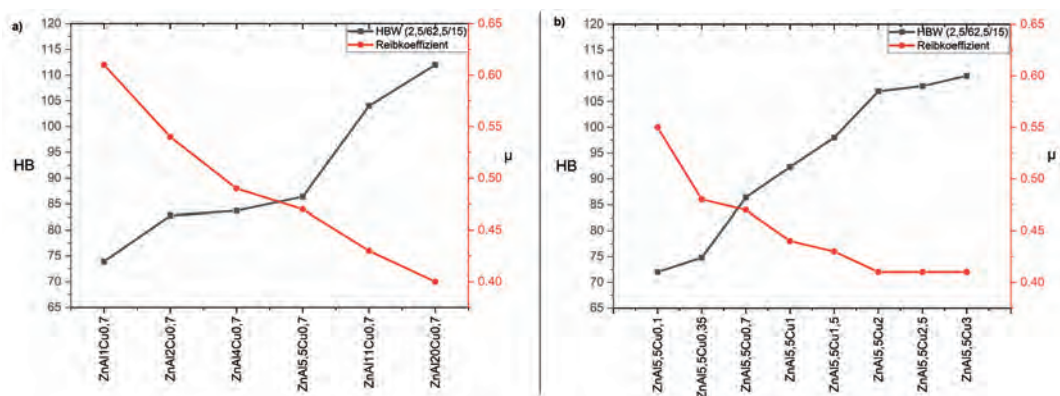 a)
HBW (2,5/62,5/15)
Reibkoeffizient
120
115
110
105
100
95
90
85
80
75
70
65
HB
0.65
0.60
0.55
0.50
0.45
0.40
µ
ZnAl1Cu0,7
ZnAl2Cu0,7
ZnAl4Cu0,7
ZnAl5,5Cu0,7
ZnAl11Cu0,7
ZnAl20Cu0,7
b)
HBW (2,5/62,5/15)
Reibkoeffizient
120
115
110
105
100
95
90
85
80
75
70
65
HB
0.65
0.60
0.55
0.50
0.45
0.40
µ
ZnAl5,5Cu0,1
ZnAl5,5Cu0,35
ZnAl5,5Cu0,7
ZnAl5,5Cu1
ZnAl5,5Cu1,5
ZnAl5,5Cu2
ZnAl5,5Cu2,5
ZnAl5,5Cu3